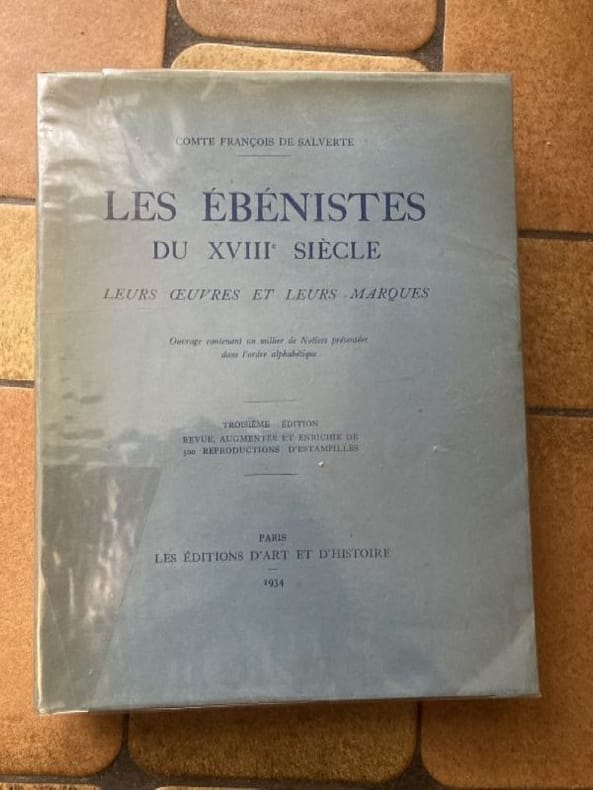 COMTE FRANÇOIS DE SALVERTE
LES ÉBÉNISTES
DU XVIIIe SIÈCLE
LEURS ŒUVRES ET LEURS MARQUES
Ouvrage contenant un millier de Notices présentées
dans l'ordre alphabétique
TROISIÈME ÉDITION
REVUE, AUGMENTÉE ET ENRICHIE DE
500 REPRODUCTIONS D'ESTAMPILLES
PARIS
LES ÉDITIONS D'ART ET D'HISTOIRE
1934